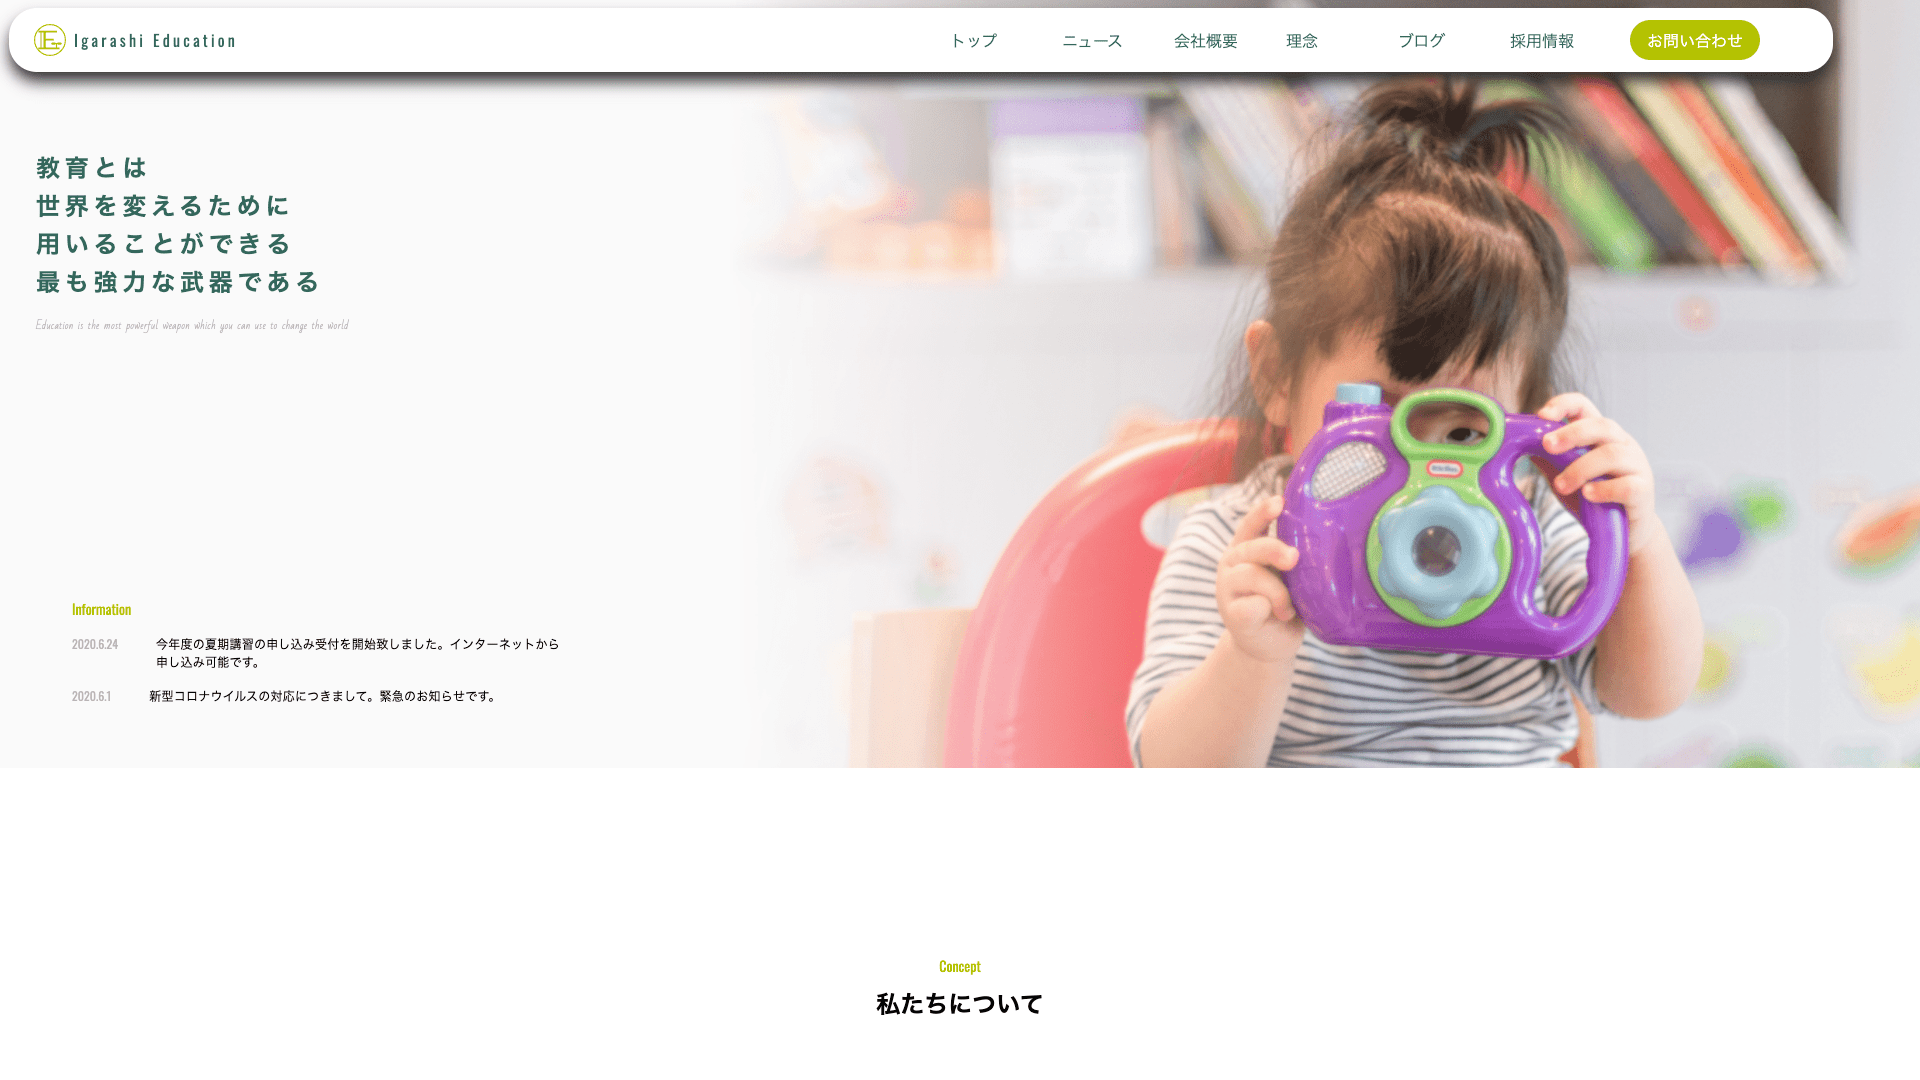 Igarashi Education
トップ
ニュース
会社概要
理念
ブログ
採用情報
お問い合わせ
教育とは
世界を変えるために
用いることができる
最も強力な武器である
Education is the most powerful weapon which you can use to change the world
Information
2020.6.24 今年度の夏期講習の申し込み受付を開始致しました。インターネットから
申し込み可能です。
2020.6.1 新型コロナウイルスの対応につきまして。緊急のお知らせです。
Concept
私たちについて